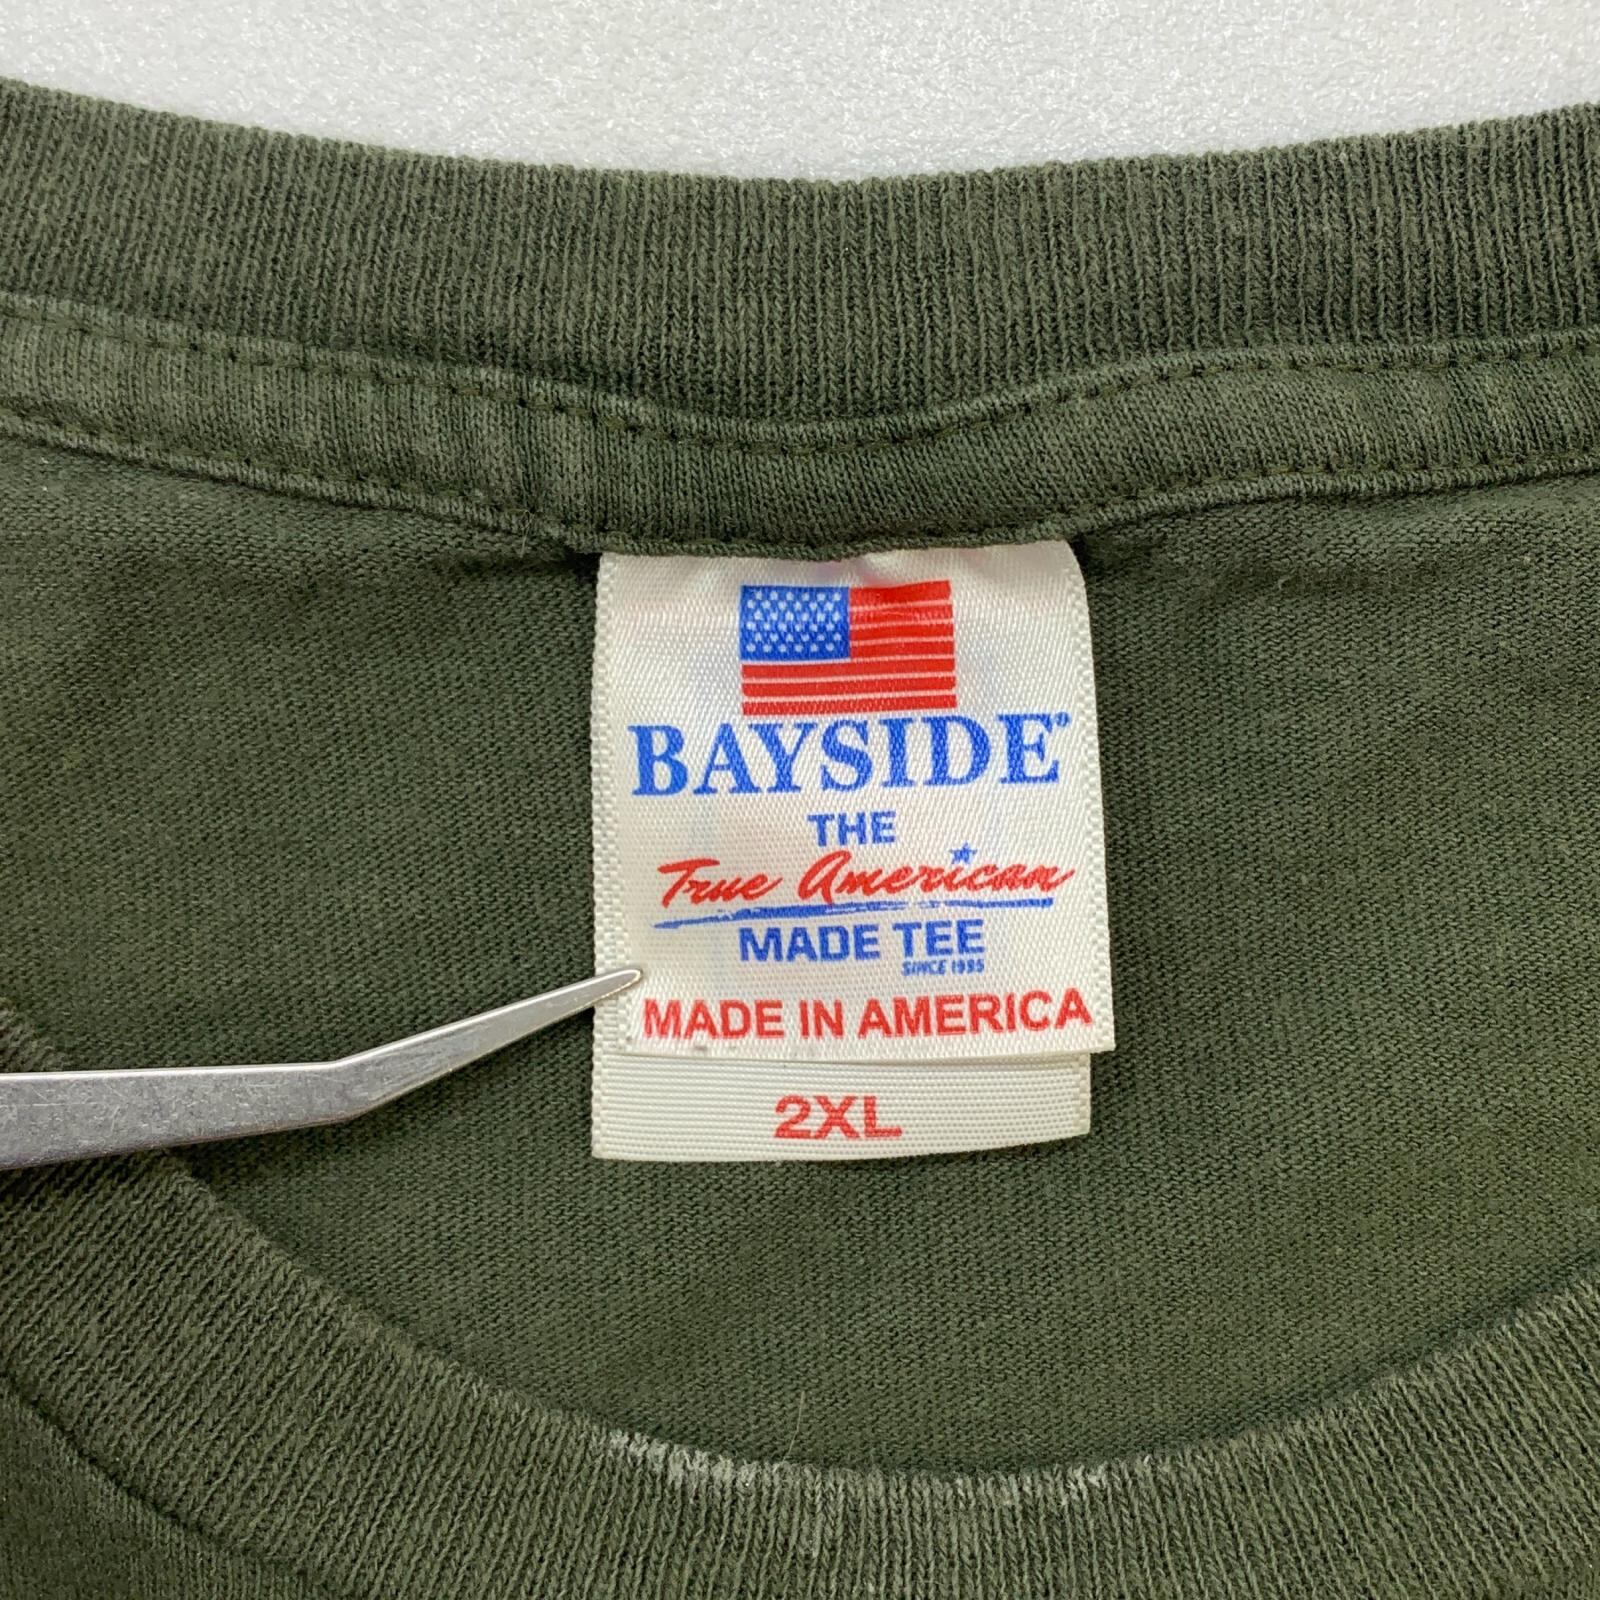 BAYSIDE®
THE
True American
MADE TEE
SINCE 1995
MADE IN AMERICA
2XL